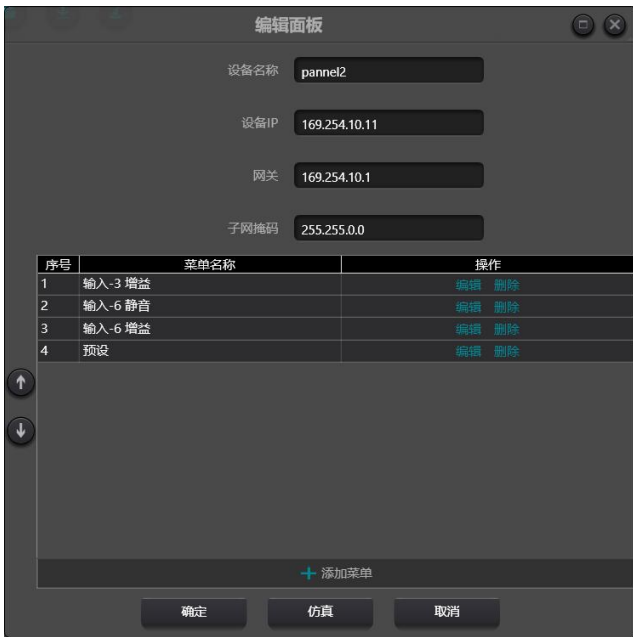 编辑面板
设备名称 pannel2
设备IP 169.254.10.11
网关 169.254.10.1
子网掩码 255.255.0.0
序号 菜单名称 操作
1 输入-3 增益 编辑 删除
2 输入-6 静音 编辑 删除
3 输入-6 增益 编辑 删除
4 预设 编辑 删除
添加菜单
确定 仿真 取消